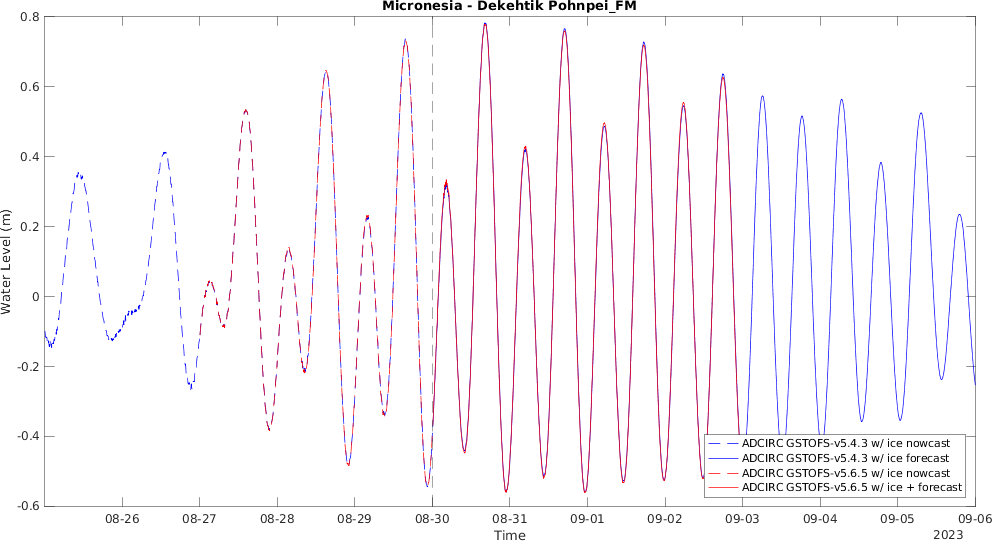 Micronesia - Dekehtik Pohnpei_FM
0.8
0.6
0.4
0.2
0
-0.2
-0.4
-0.6
Water Level (m)
ADCIRC GSTOFS-v5.4.3 w/ ice nowcast
ADCIRC GSTOFS-v5.4.3 w/ ice forecast
ADCIRC GSTOFS-v5.6.5 w/ ice nowcast
ADCIRC GSTOFS-v5.6.5 w/ ice + forecast
08-26 08-27 08-28 08-29 08-30 08-31 09-01 09-02 09-03 09-04 09-05 09-06
Time
2023